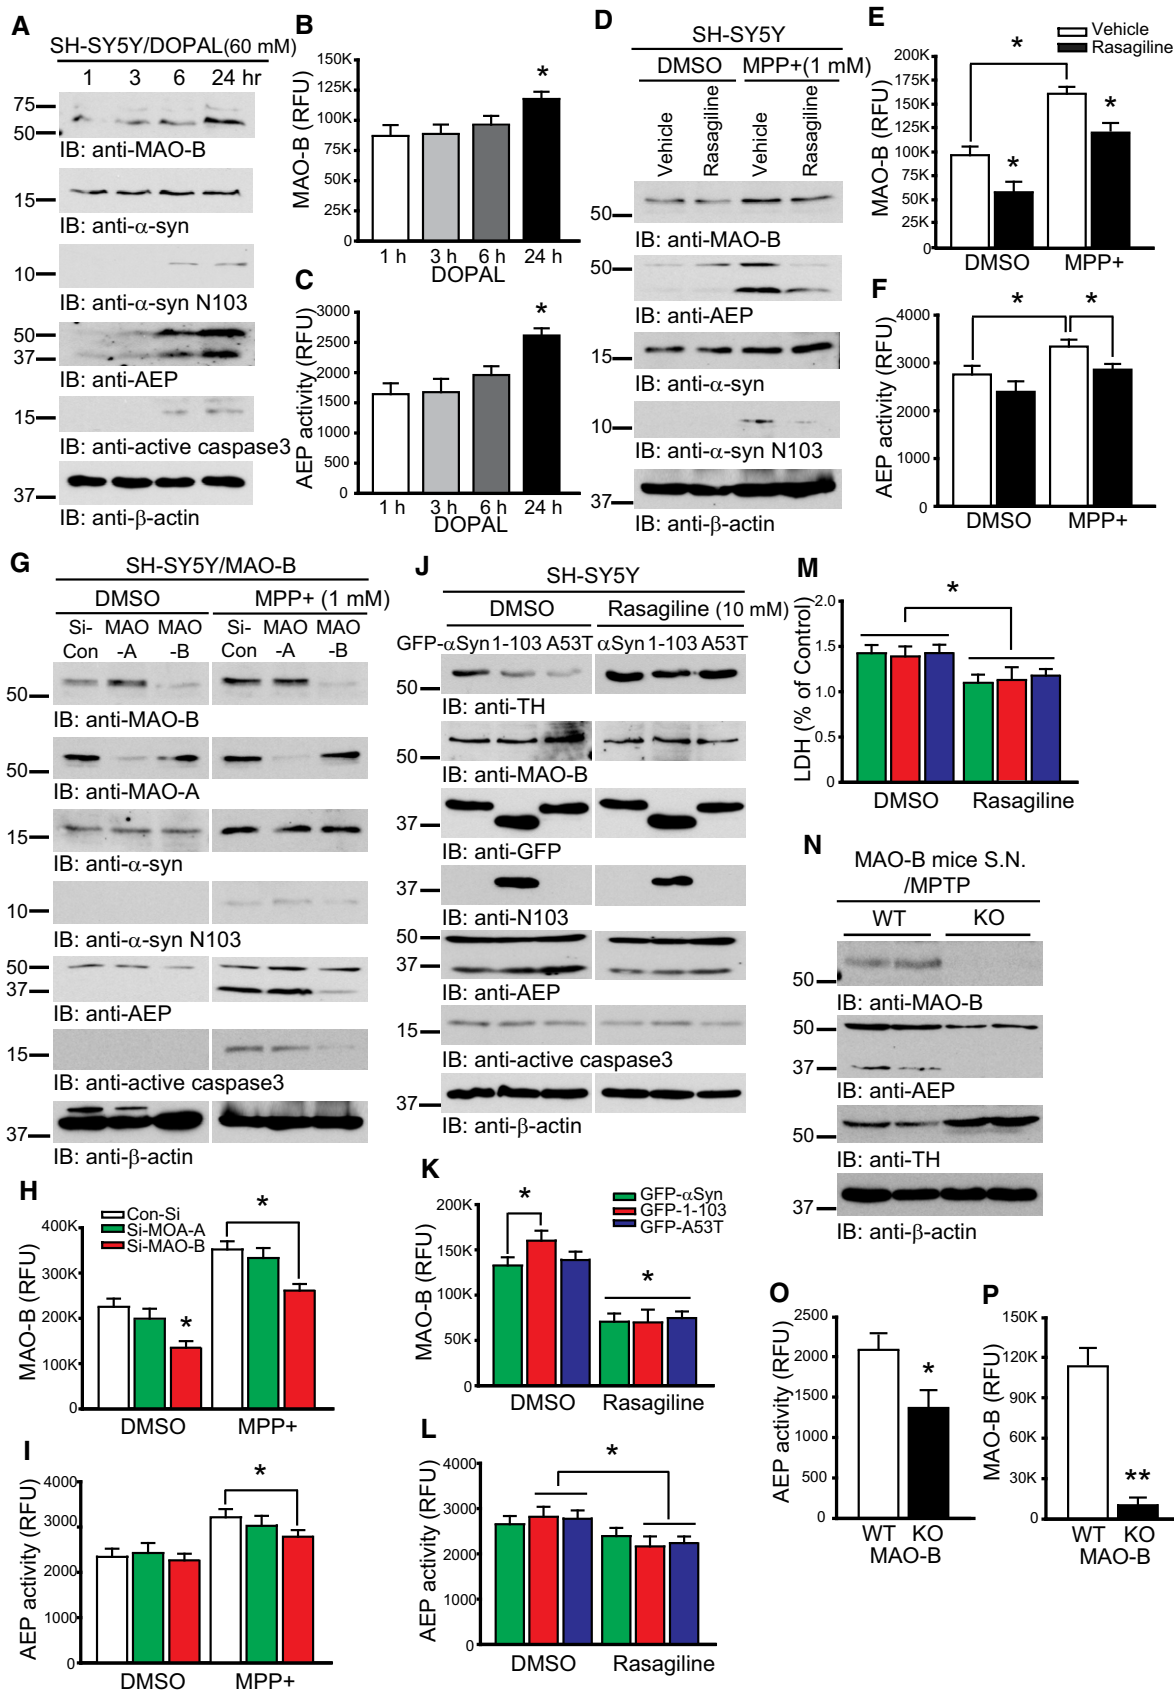 A
SH-SY5Y/DOPAL(60 mM)
1 3 6 24 hr
75
50
IB: anti-MAO-B
15
IB: anti-α-syn
10
IB: anti-α-syn N103
50
37
IB: anti-AEP
15
IB: anti-active caspase3
37
IB: anti-β-actin
B
MAO-B (RFU)
150K
125K
100K
75K
50K
25K
0
*
1 h 3 h 6 h 24 h
DOPAL
C
AEP activity (RFU)
3000
2500
2000
1500
1000
500
0
*
1 h 3 h 6 h 24 h
DOPAL
D
SH-SY5Y
DMSO MPP+(1 mM)
Vehicle Rasagiline Vehicle Rasagiline
50
IB: anti-MAO-B
50
IB: anti-AEP
15
IB: anti-α-syn
10
IB: anti-α-syn N103
37
IB: anti-β-actin
E
Vehicle
Rasagiline
MAO-B (RFU)
200K
175K
150K
125K
100K
75K
50K
25K
0
* * *
DMSO MPP+
F
AEP activity (RFU)
4000
3000
2000
1000
0
* *
DMSO MPP+
G
SH-SY5Y/MAO-B
DMSO MPP+ (1 mM)
Si- MAO MAO Si- MAO MAO
Con -A -B Con -A -B
50
IB: anti-MAO-B
50
IB: anti-MAO-A
15
IB: anti-α-syn
10
IB: anti-α-syn N103
50
37
IB: anti-AEP
15
IB: anti-active caspase3
37
IB: anti-β-actin
H
Con-Si
Si-MOA-A
Si-MAO-B
MAO-B (RFU)
400K
300K
200K
100K
0
* *
DMSO MPP+
I
AEP activity (RFU)
4000
3000
2000
1000
0
*
DMSO MPP+
J
SH-SY5Y
DMSO Rasagiline (10 mM)
GFP-αSyn 1-103 A53T αSyn 1-103 A53T
50
IB: anti-TH
50
IB: anti-MAO-B
37
IB: anti-GFP
37
IB: anti-N103
50
37
IB: anti-AEP
15
IB: anti-active caspase3
37
IB: anti-β-actin
K
GFP-αSyn
GFP-1-103
GFP-A53T
MAO-B (RFU)
200K
150K
100K
50K
0
* *
DMSO Rasagiline
L
AEP activity (RFU)
4000
3000
2000
1000
0
*
DMSO Rasagiline
M
LDH (% of Control)
2.0
1.5
1.0
0.5
0
*
DMSO Rasagiline
N
MAO-B mice S.N.
/MPTP
WT KO
50
IB: anti-MAO-B
50
37
IB: anti-AEP
50
IB: anti-TH
37
IB: anti-β-actin
O
AEP activity (RFU)
2500
2000
1500
1000
500
0
*
WT KO
MAO-B
P
MAO-B (RFU)
150K
120K
90K
60K
30K
0
**
WT KO
MAO-B